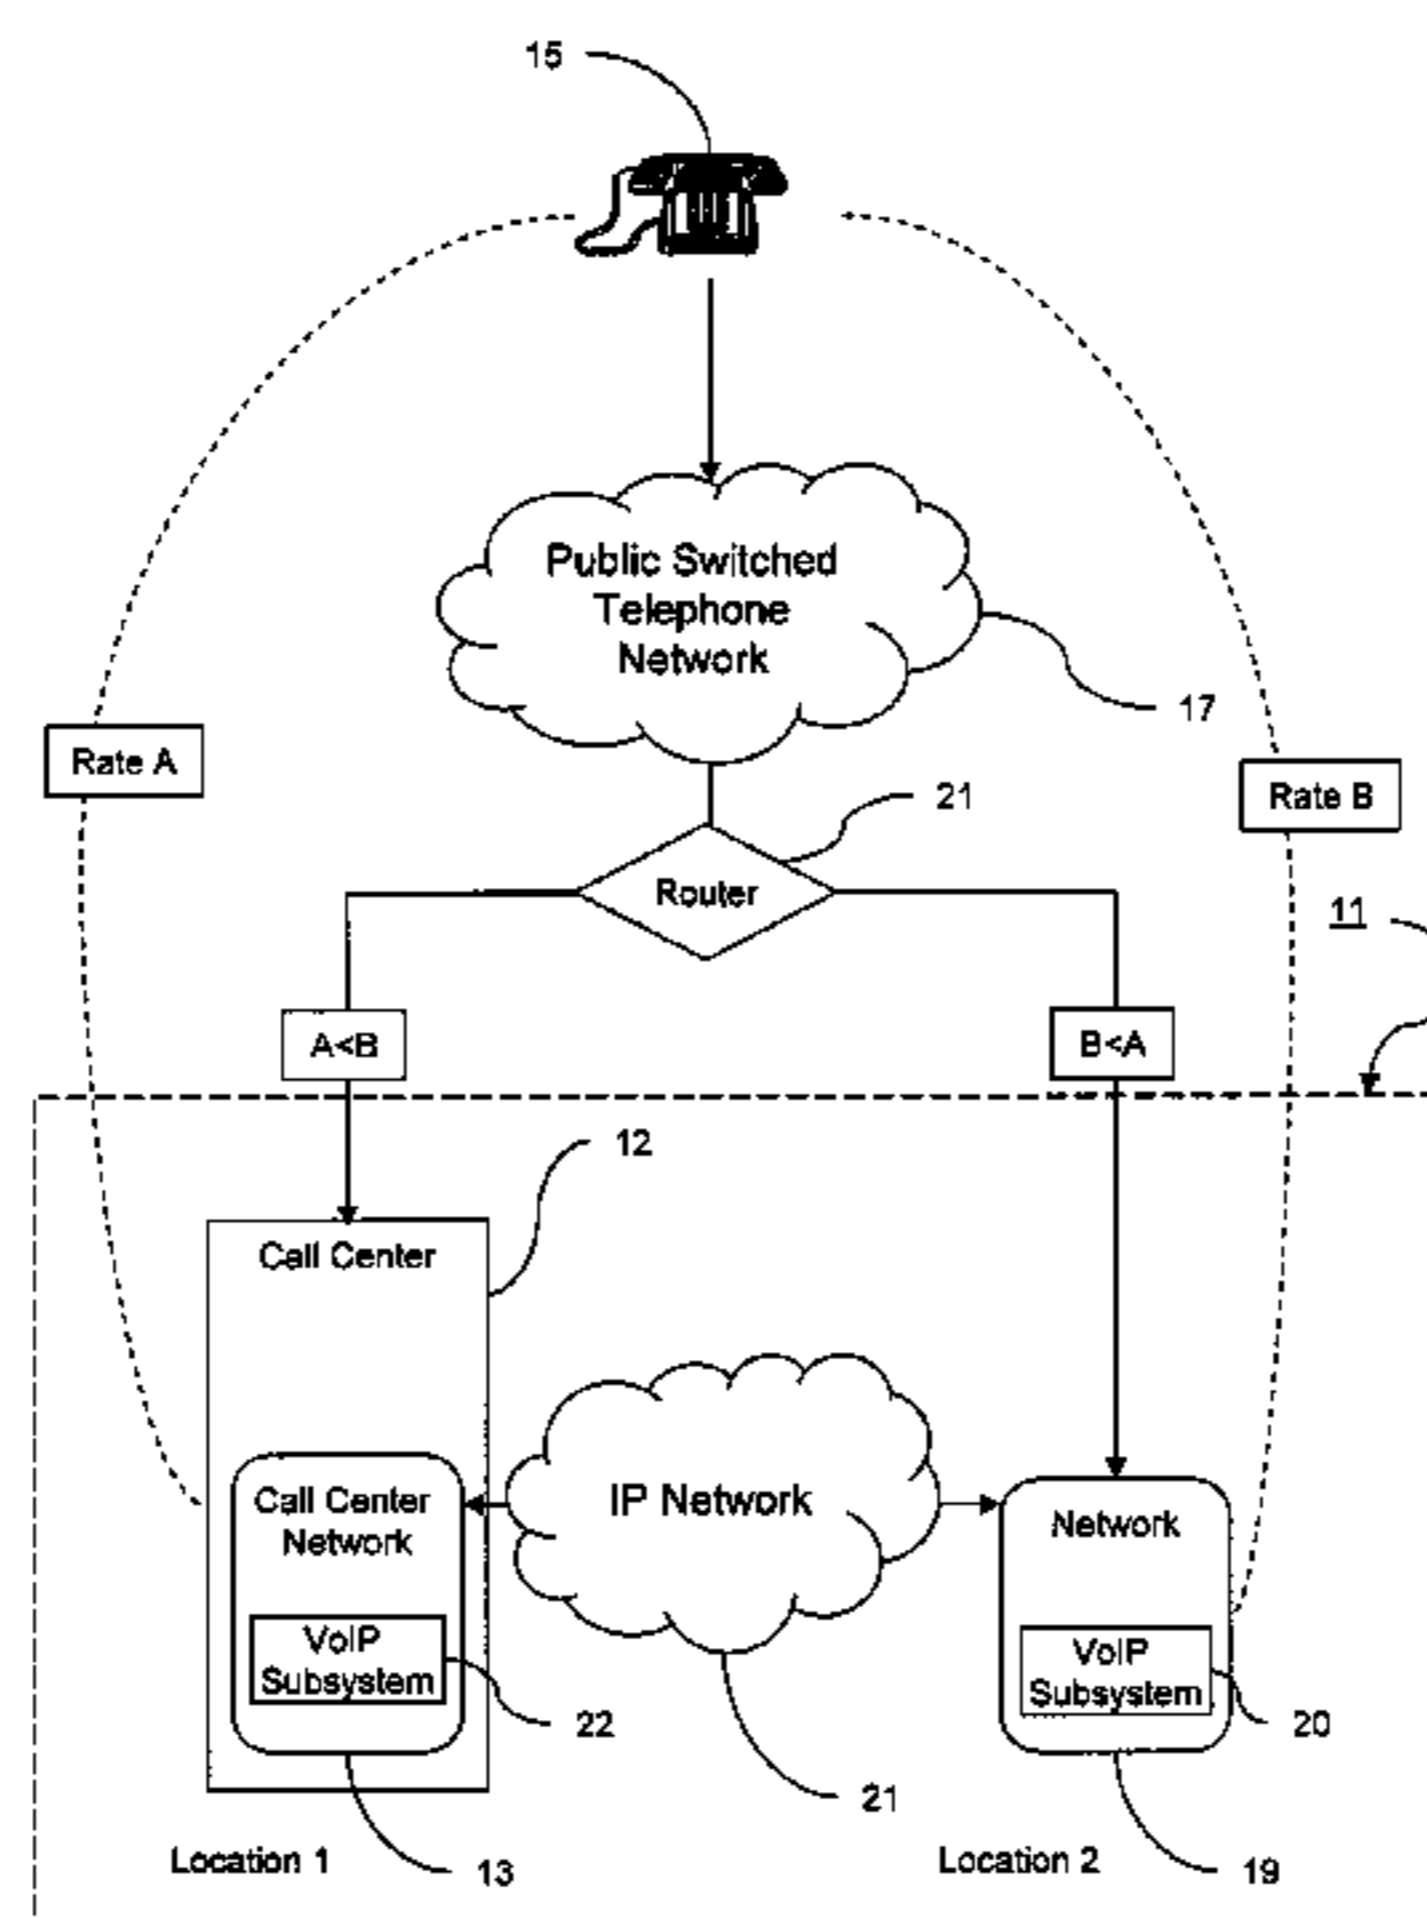 15
Public Switched
Telephone
Network
17
Rate A
Rate B
21
Router
11
A<B
B<A
12
Call Center
IP Network
Call Center
Network
Network
VoIP
Subsystem
VoIP
Subsystem
22
20
21
Location 1
13
Location 2
19